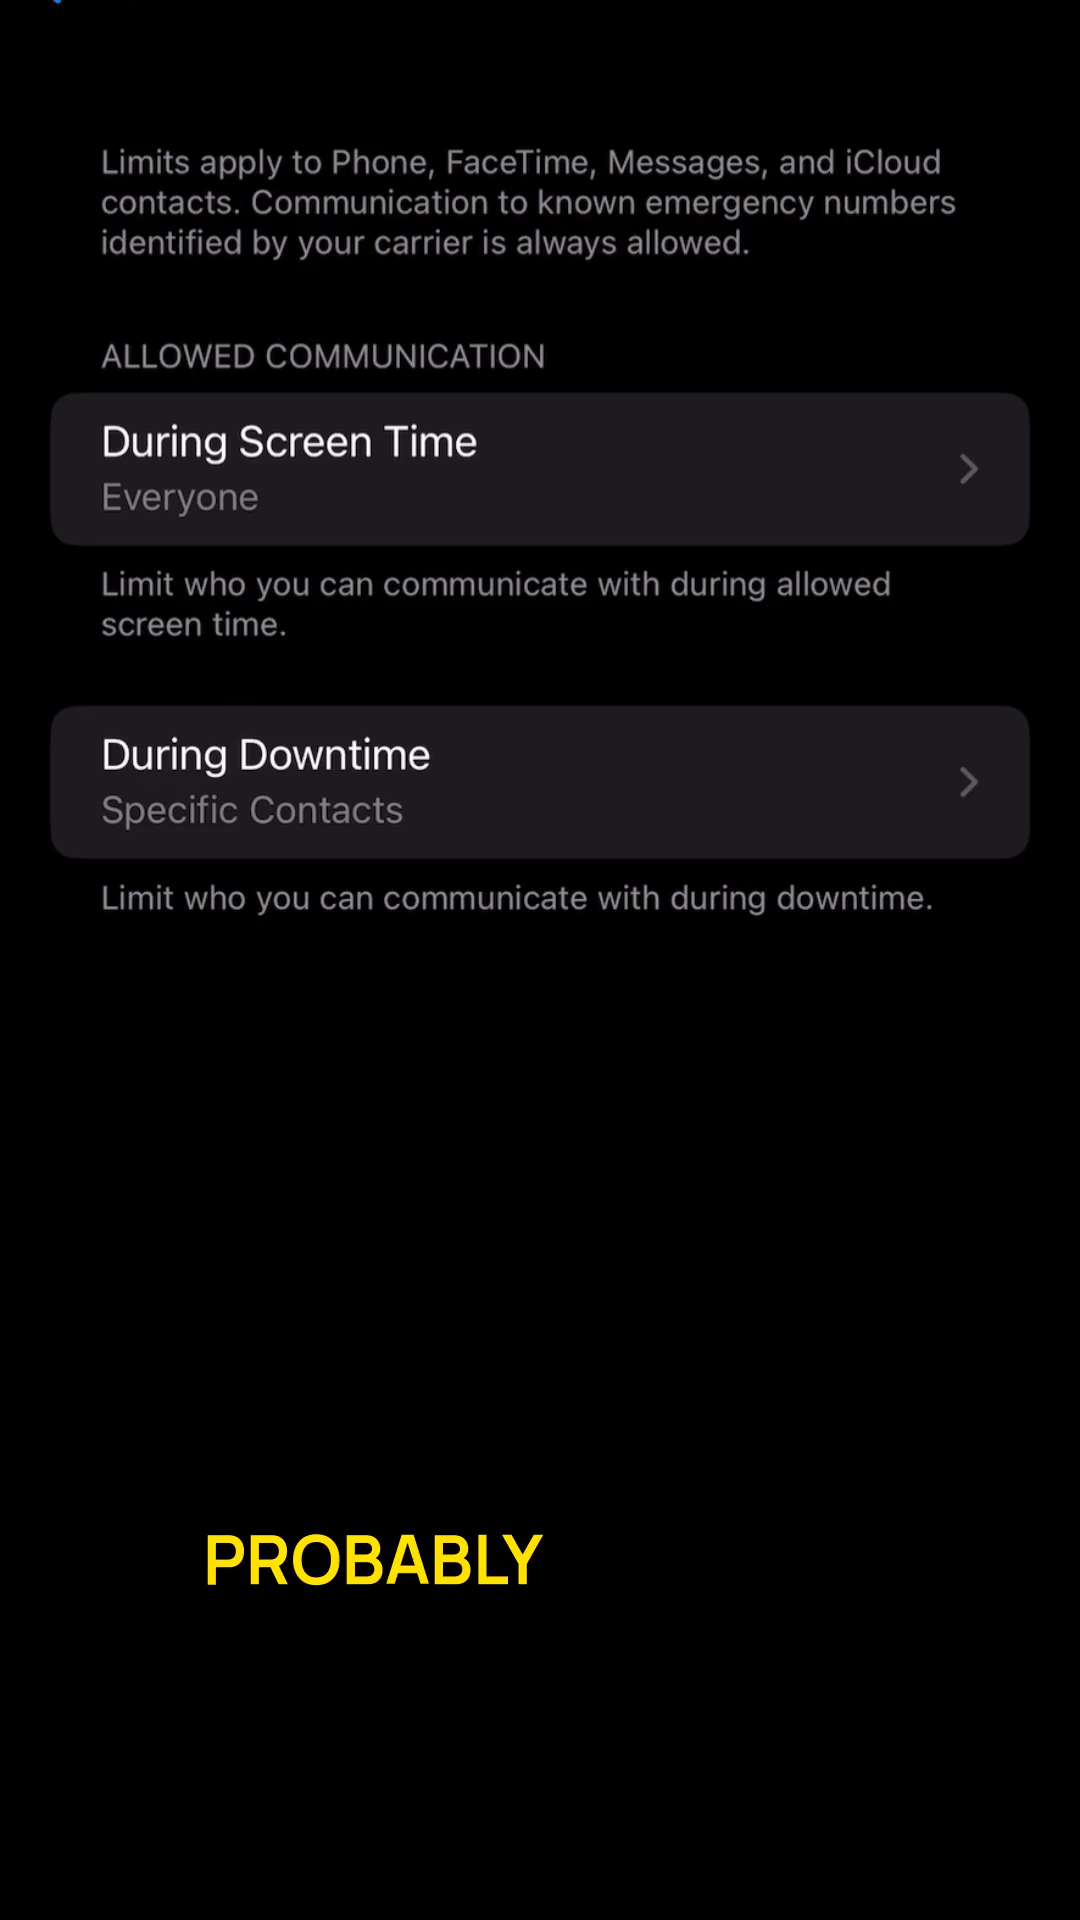 Limits apply to Phone, FaceTime, Messages, and iCloud
contacts. Communication to known emergency numbers
identified by your carrier is always allowed.
ALLOWED COMMUNICATION
During Screen Time
Everyone
Limit who you can communicate with during allowed
screen time.
During Downtime
Specific Contacts
Limit who you can communicate with during downtime.
PROBABLY